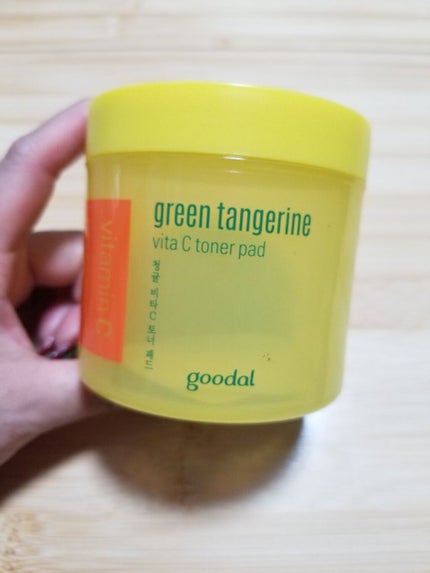 vitamin C
green tangerine
vita C toner pad
청귤 비타C 토너 패드
goodal